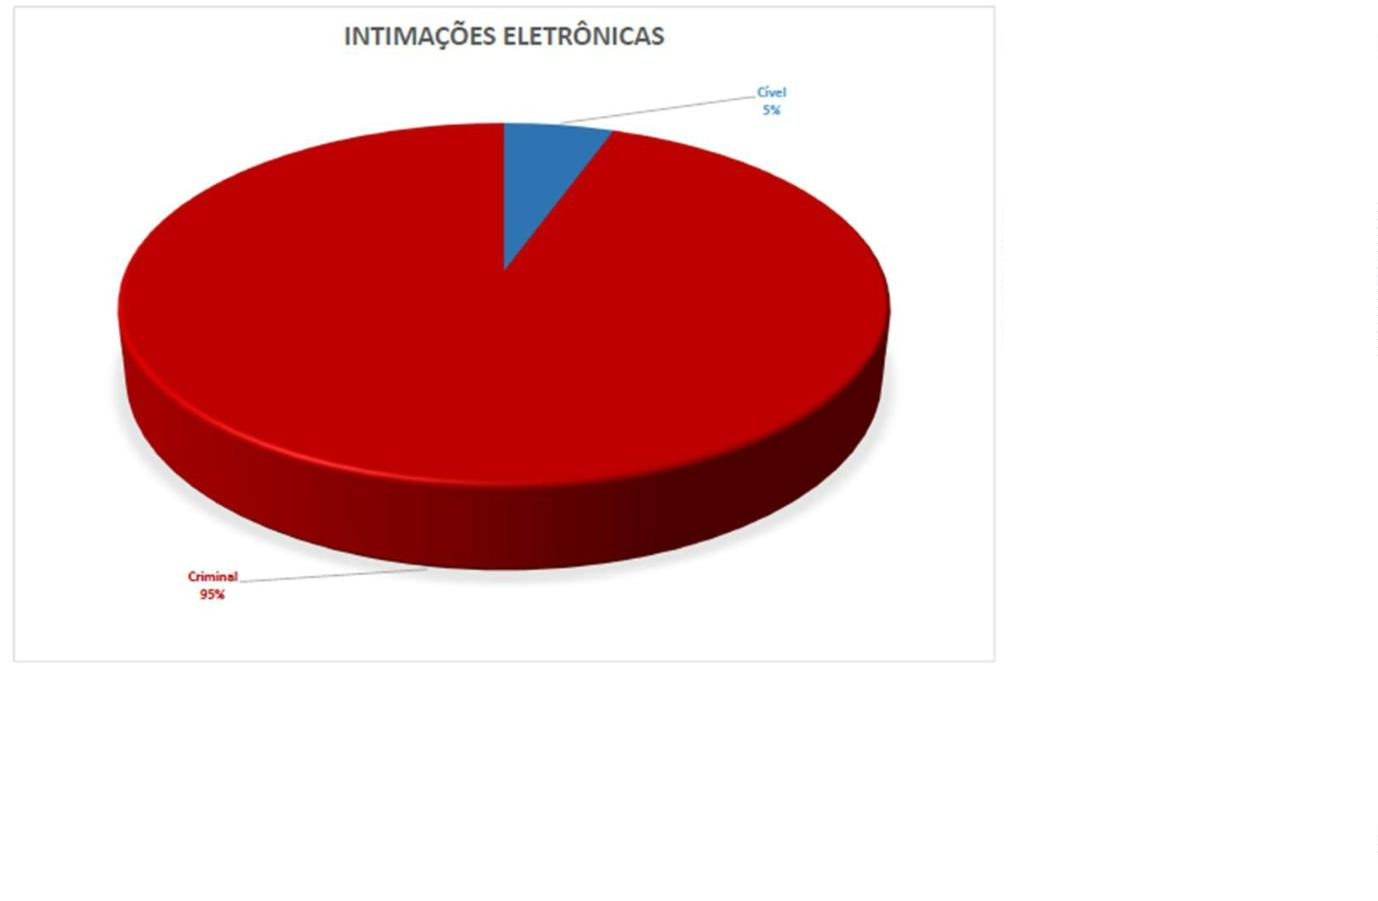 INTIMAÇÕES ELETRÔNICAS
Cível
5%
Criminal
95%